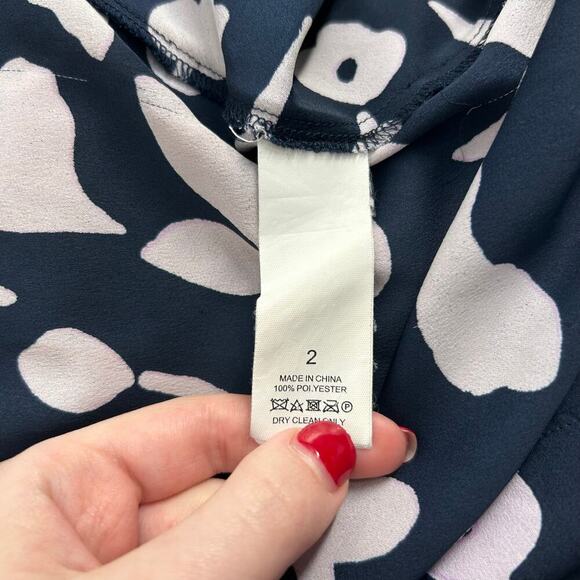 2
MADE IN CHINA
100% POLYESTER
DRY CLEAN ONLY